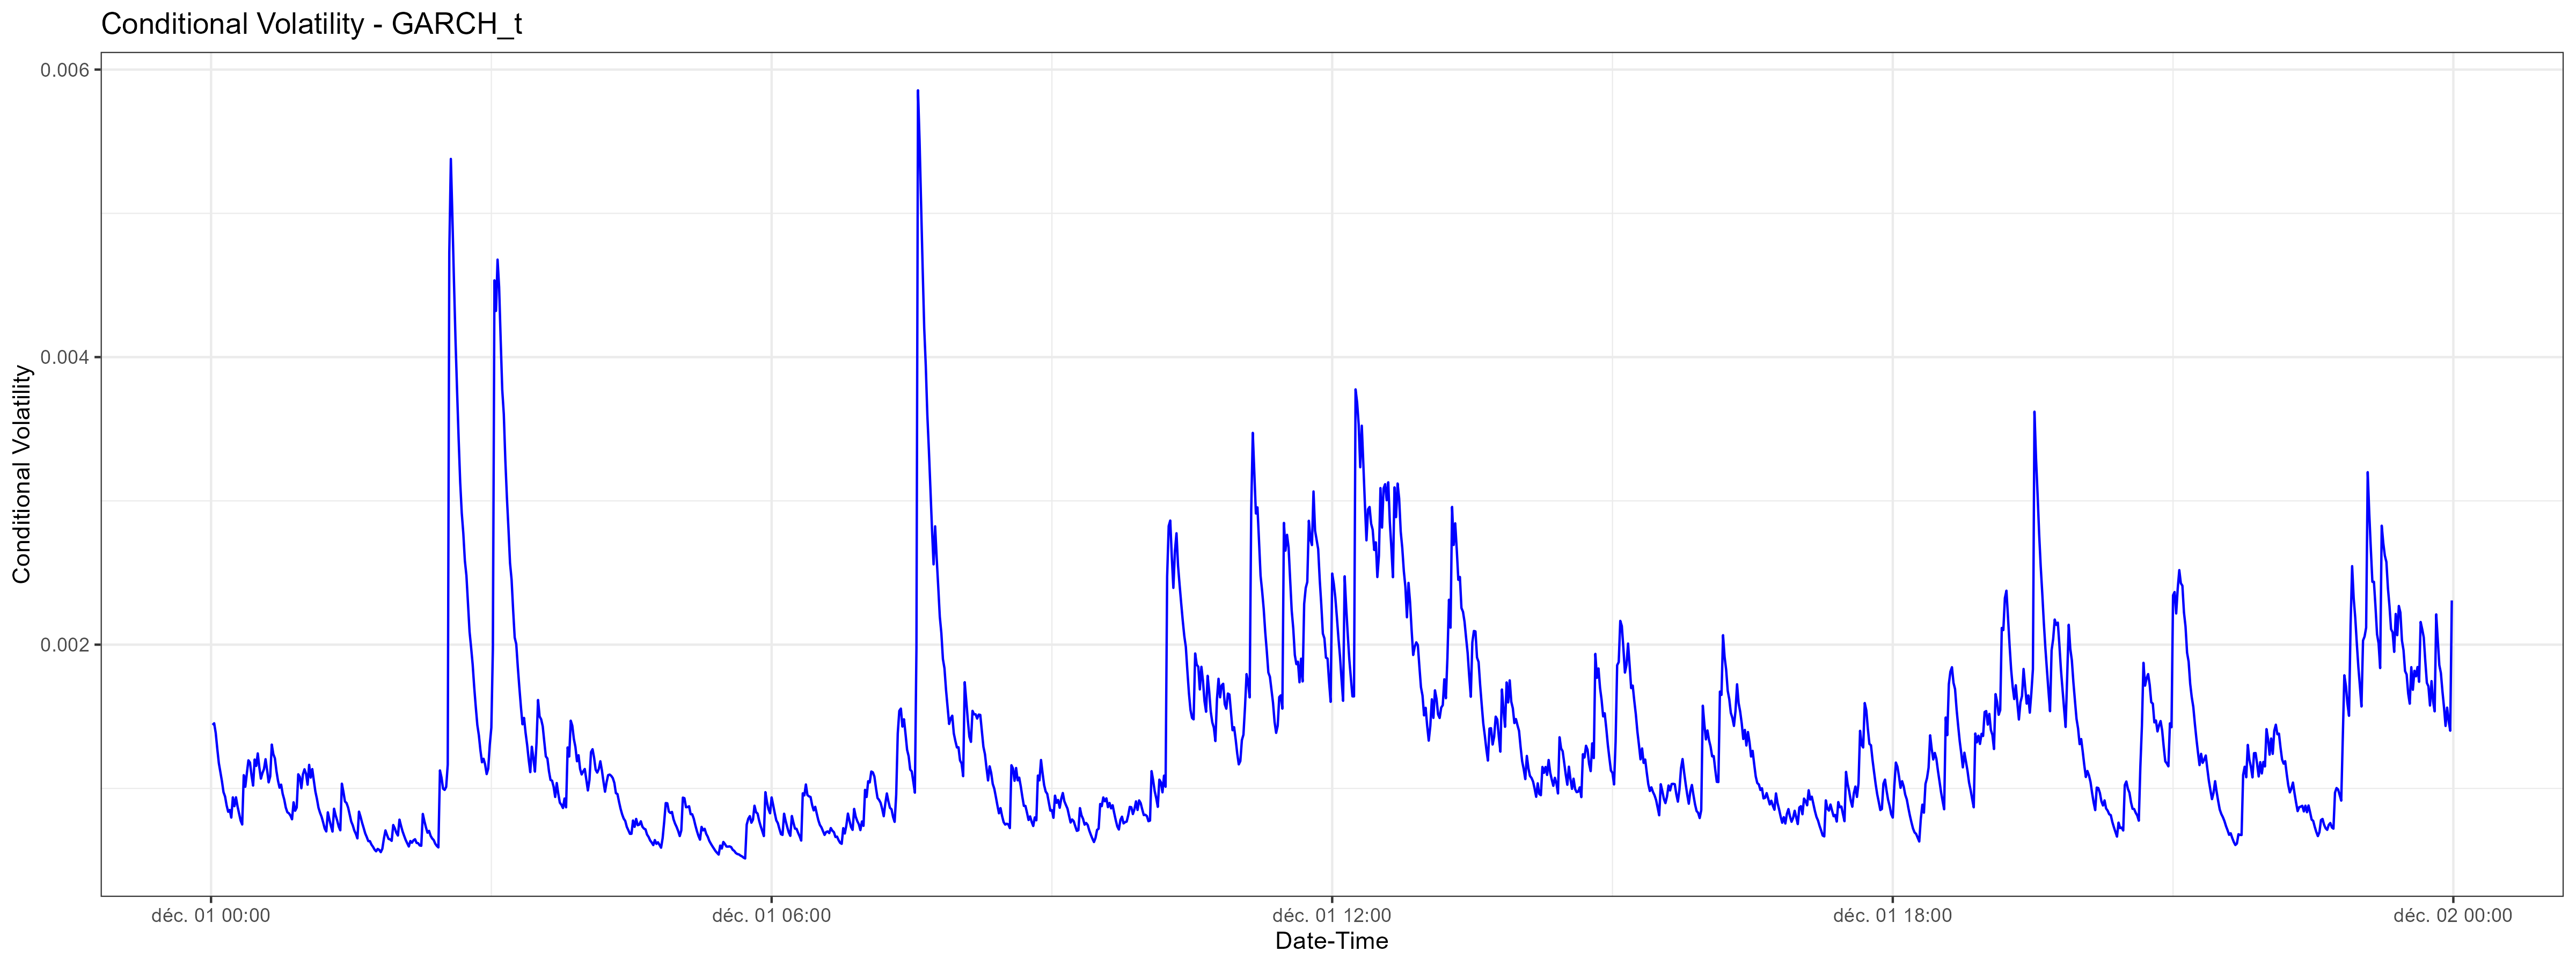 Conditional Volatility - GARCH_t
0.006
0.004
0.002
Conditional Volatility
déc. 01 00:00
déc. 01 06:00
déc. 01 12:00
déc. 01 18:00
déc. 02 00:00
Date-Time